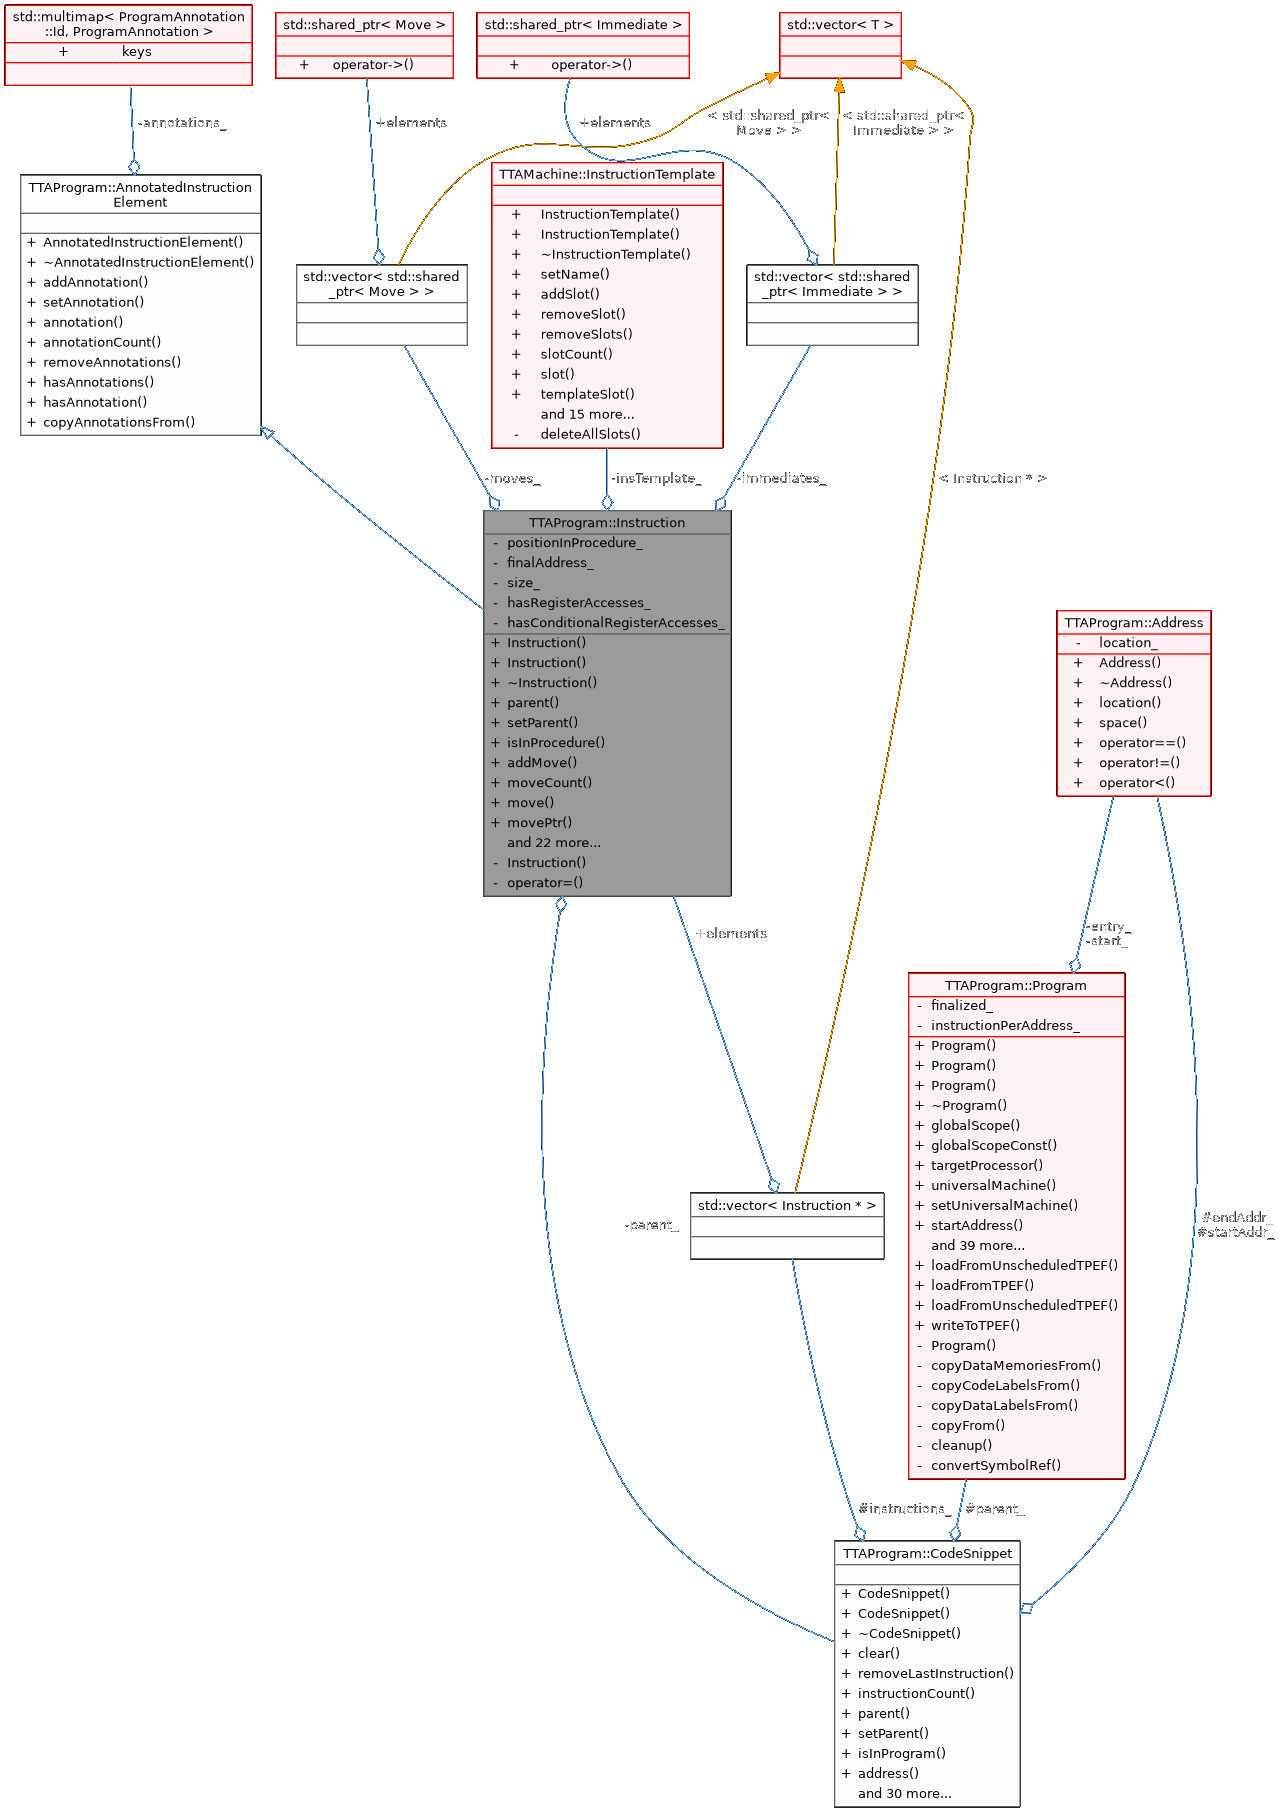 std::multimap< ProgramAnnotation
::Id, ProgramAnnotation >
+ keys
std::shared_ptr< Move >
+ operator->()
std::shared_ptr< Immediate >
+ operator->()
std::vector< T >
-annotations_
+elements
+elements
< std::shared_ptr<
Move > >
< std::shared_ptr<
Immediate > >
TTAProgram::AnnotatedInstruction
Element
+ AnnotatedInstructionElement()
+ ~AnnotatedInstructionElement()
+ addAnnotation()
+ setAnnotation()
+ annotation()
+ annotationCount()
+ removeAnnotations()
+ hasAnnotations()
+ hasAnnotation()
+ copyAnnotationsFrom()
std::vector< std::shared
_ptr< Move > >
TTAMachine::InstructionTemplate
+ InstructionTemplate()
+ InstructionTemplate()
+ ~InstructionTemplate()
+ setName()
+ addSlot()
+ removeSlot()
+ removeSlots()
+ slotCount()
+ slot()
+ templateSlot()
and 15 more...
- deleteAllSlots()
std::vector< std::shared
_ptr< Immediate > >
-moves_
-insTemplate_
-immediates_
< Instruction * >
TTAProgram::Instruction
- positionInProcedure_
- finalAddress_
- size_
- hasRegisterAccesses_
- hasConditionalRegisterAccesses_
+ Instruction()
+ Instruction()
+ ~Instruction()
+ parent()
+ setParent()
+ isInProcedure()
+ addMove()
+ moveCount()
+ move()
+ movePtr()
and 22 more...
- Instruction()
- operator=()
TTAProgram::Address
- location_
+ Address()
+ ~Address()
+ location()
+ space()
+ operator==()
+ operator!=()
+ operator<()
+elements
-entry_
-start_
TTAProgram::Program
- finalized_
- instructionPerAddress_
+ Program()
+ Program()
+ Program()
+ ~Program()
+ globalScope()
+ globalScopeConst()
+ targetProcessor()
+ universalMachine()
+ setUniversalMachine()
+ startAddress()
and 39 more...
+ loadFromUnscheduledTPEF()
+ loadFromTPEF()
+ loadFromUnscheduledTPEF()
+ writeToTPEF()
- Program()
- copyDataMemoriesFrom()
- copyCodeLabelsFrom()
- copyDataLabelsFrom()
- copyFrom()
- cleanup()
- convertSymbolRef()
std::vector< Instruction * >
-parent_
#endAddr_
#startAddr_
#instructions_
#parent_
TTAProgram::CodeSnippet
+ CodeSnippet()
+ CodeSnippet()
+ ~CodeSnippet()
+ clear()
+ removeLastInstruction()
+ instructionCount()
+ parent()
+ setParent()
+ isInProgram()
+ address()
and 30 more...